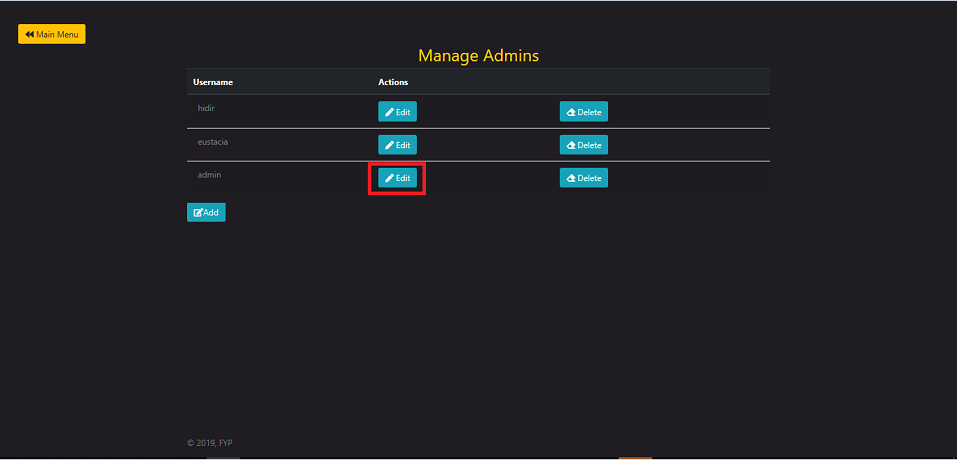 Main Menu
Manage Admins
Username Actions
hidir Edit Delete
eustacia Edit Delete
admin Edit Delete
Add
© 2019, FYP